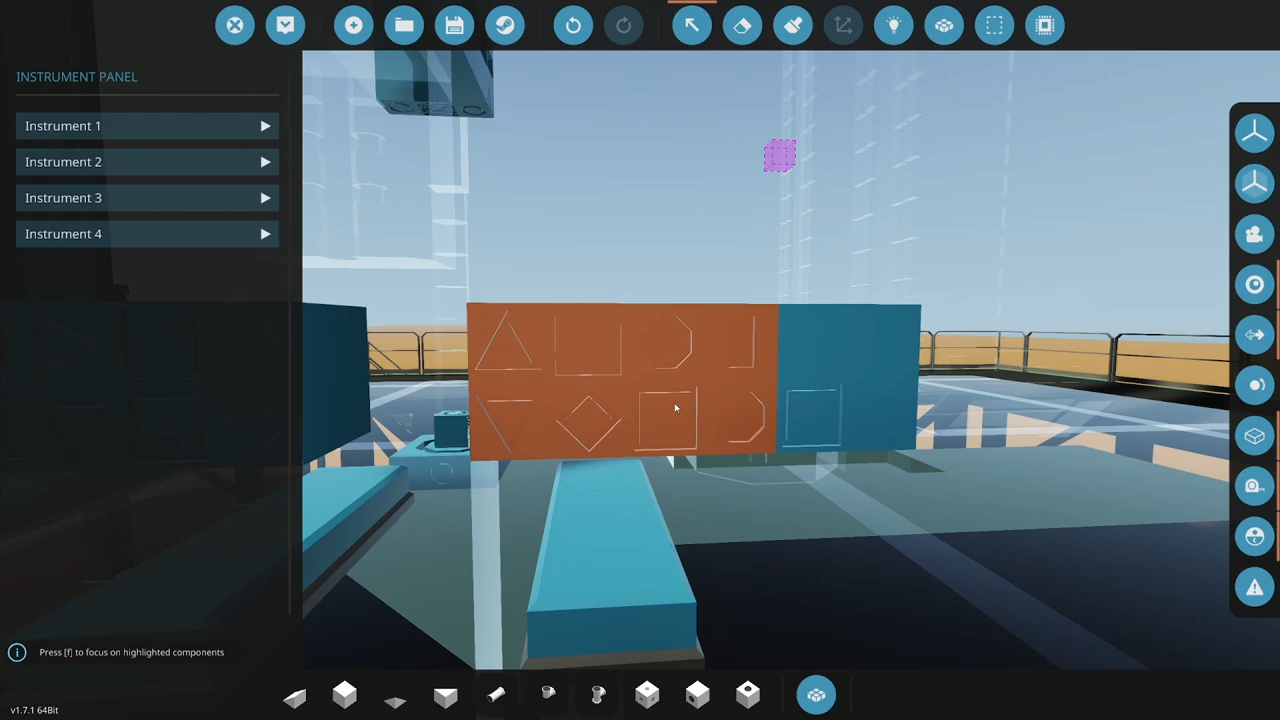 INSTRUMENT PANEL
Instrument 1
Instrument 2
Instrument 3
Instrument 4
Press [f] to focus on highlighted components
v1.7.1 64Bit